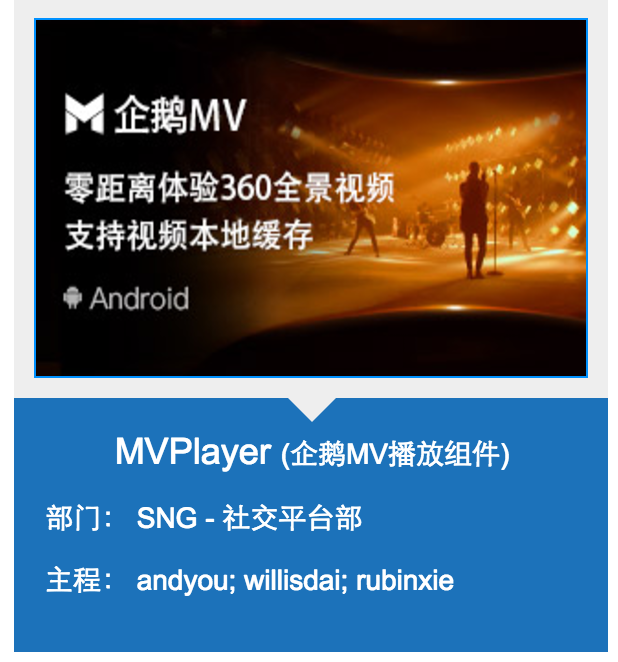 企鹅MV
零距离体验360全景视频
支持视频本地缓存
Android
MVPlayer (企鹅MV播放组件)
部门： SNG - 社交平台部
主程： andyou; willisdai; rubinxie